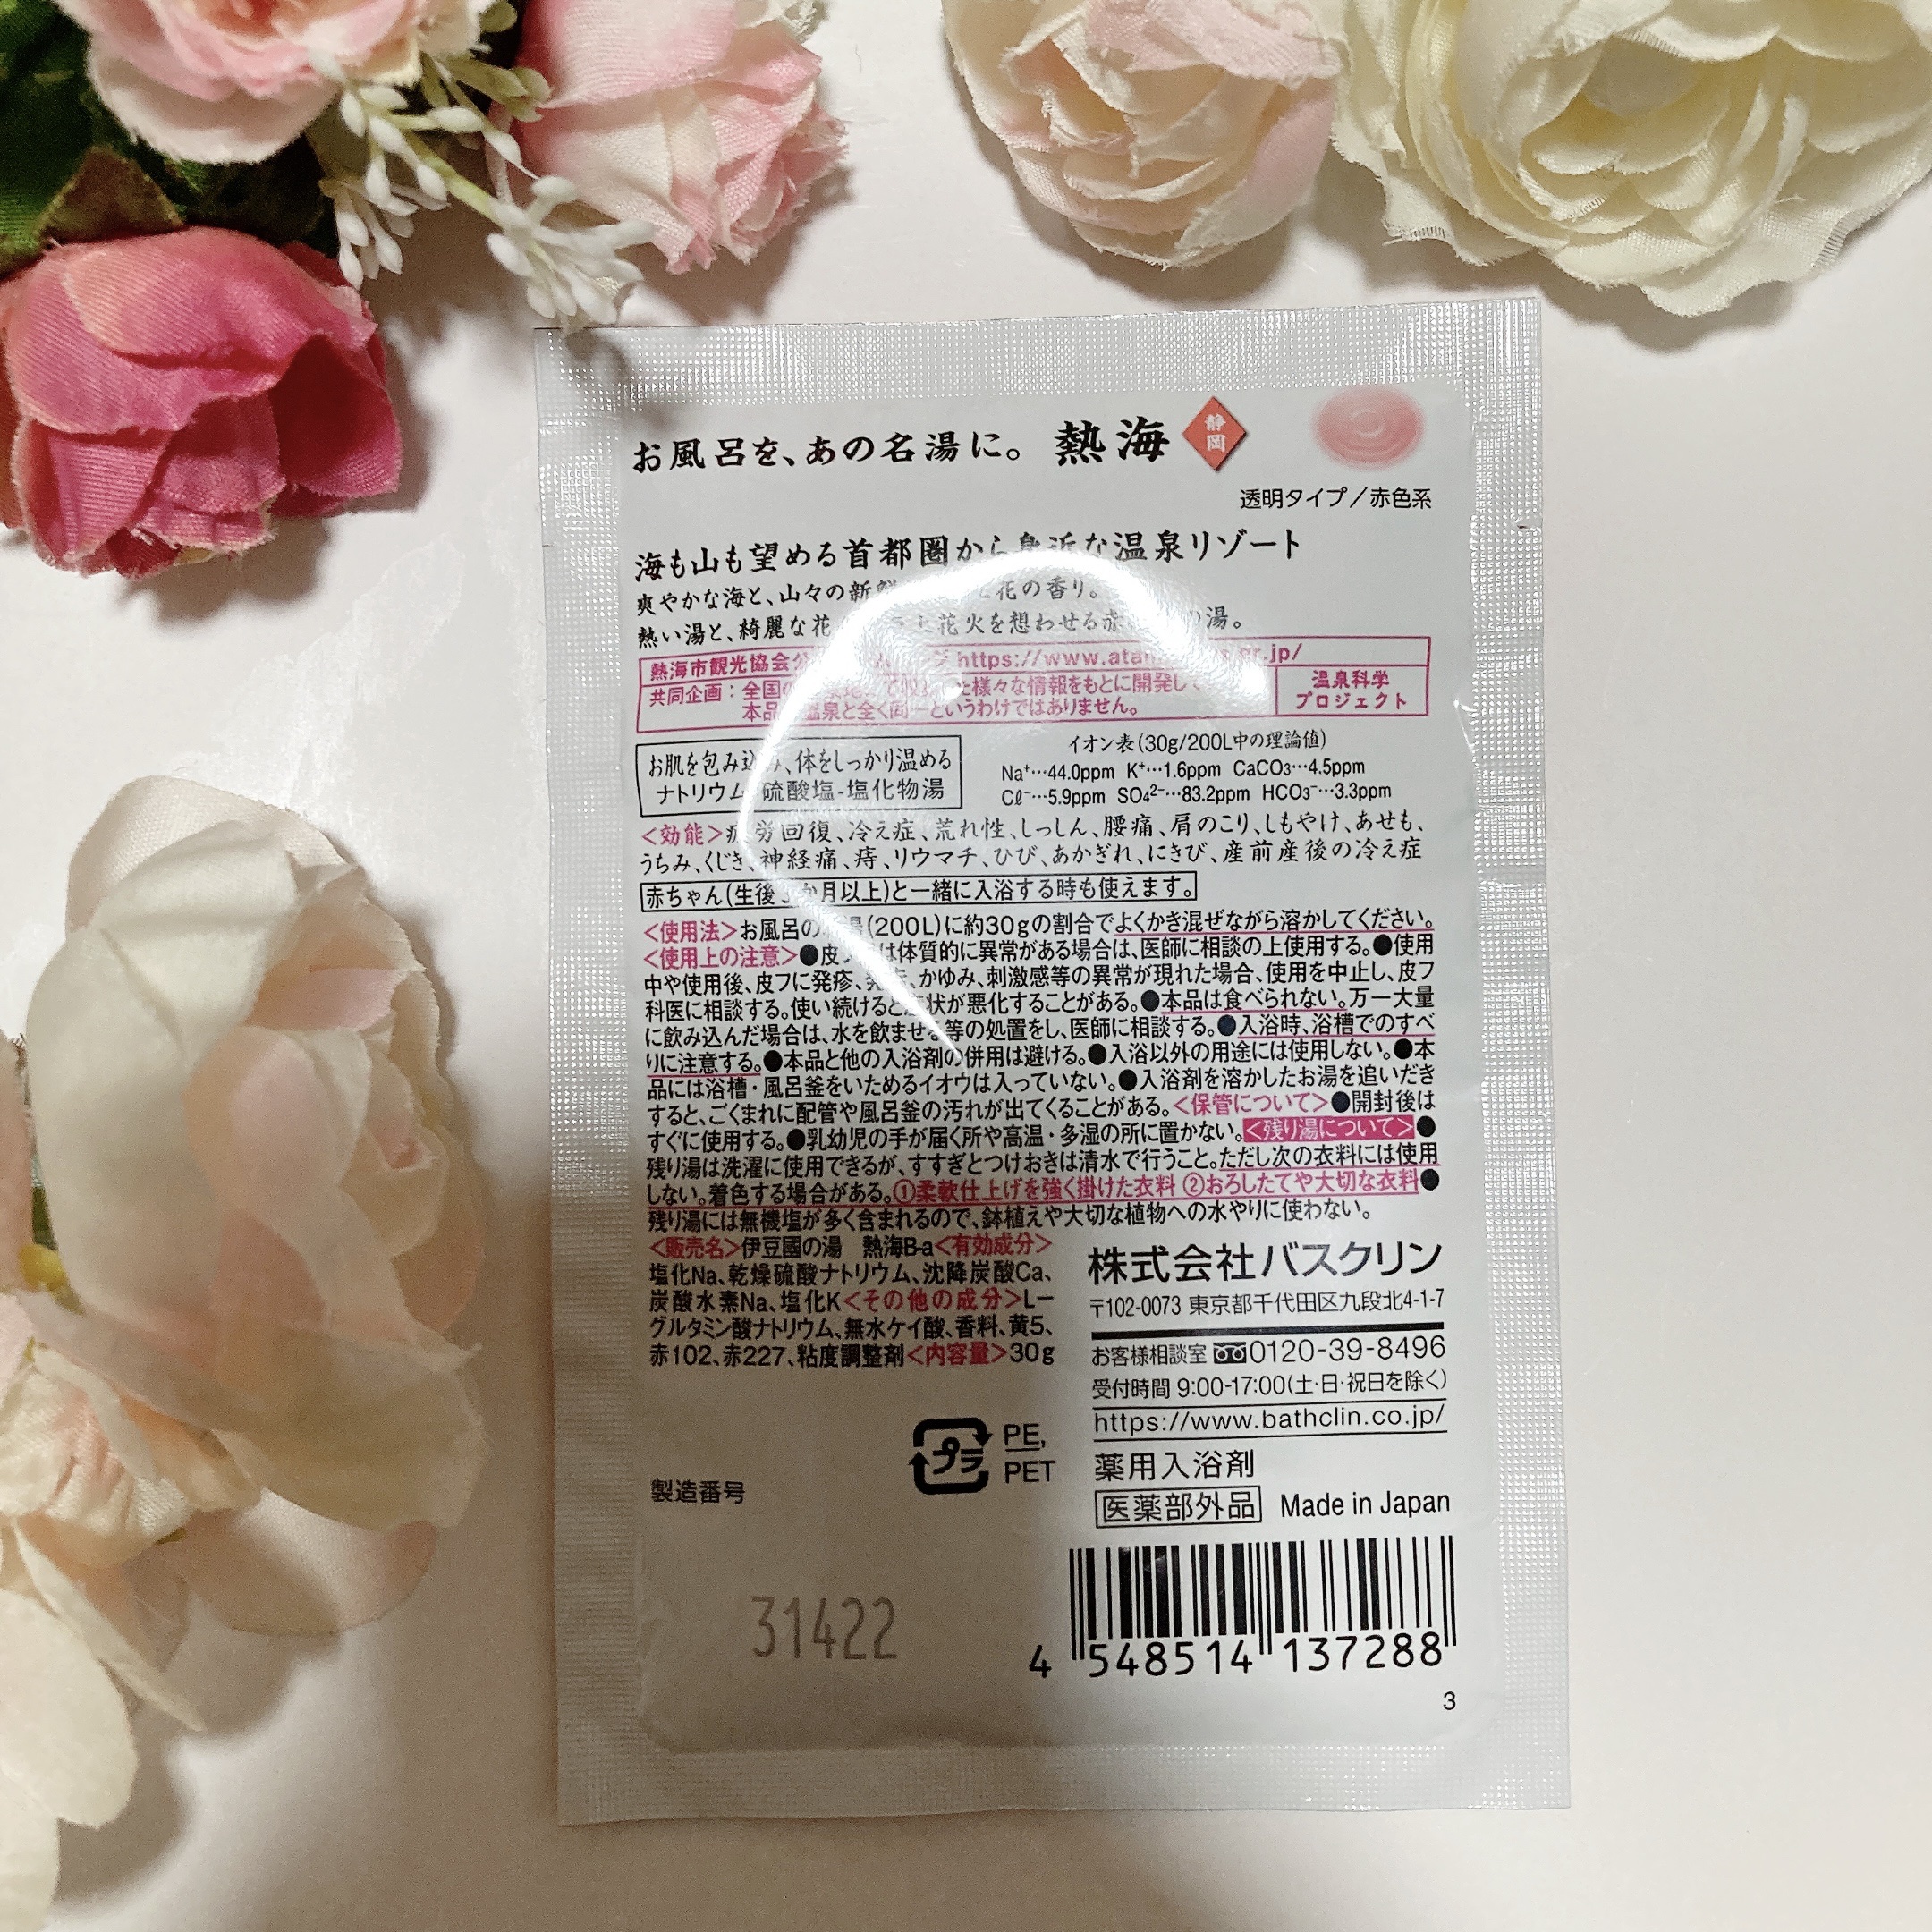 お風呂を、あの名湯に。 熱海 静岡
透明タイプ/赤色系
海も山も望める首都圏から身近な温泉リゾート
爽やかな海と、山々の新 花の香り。
熱い湯と、綺麗な花 花火を想わせる赤 湯。
熱海市観光協会公 https://www.ata .gr.jp/
共同企画:全国の た様々な情報をもとに開発して
本品 温泉と全く同一というわけではありません。
温泉科学
プロジェクト
お肌を包み込み、体をしっかり温める
ナトリウム 硫酸塩-塩化物湯
イオン表(30g/200L中の理論値)
Na⁺…44.0ppm K⁺…1.6ppm CaCO₃…4.5ppm
Cℓ⁻…5.9ppm SO₄²⁻…83.2ppm HCO₃⁻…3.3ppm
<効能>疲労回復、冷え症、荒れ性、しっしん、腰痛、肩のこり、しもやけ、あせも、
うちみ、くじき、神経痛、痔、リウマチ、ひび、あかぎれ、にきび、産前産後の冷え症
赤ちゃん(生後3か月以上)と一緒に入浴する時も使えます。
<使用法>お風呂の 湯(200L)に約30gの割合でよくかき混ぜながら溶かしてください。
<使用上の注意>●皮 は体質的に異常がある場合は、医師に相談の上使用する。●使用
中や使用後、皮フに発疹、発赤、かゆみ、刺激感等の異常が現れた場合、使用を中止し、皮フ
科医に相談する。使い続けると症状が悪化することがある。●本品は食べられない。万一大量
に飲み込んだ場合は、水を飲ませる等の処置をし、医師に相談する。●入浴時、浴槽でのすべ
りに注意する。●本品と他の入浴剤の併用は避ける。●入浴以外の用途には使用しない。●本
品には浴槽・風呂釜をいためるイオウは入っていない。●入浴剤を溶かしたお湯を追いだき
すると、ごくまれに配管や風呂釜の汚れが出てくることがある。<保管について>●開封後は
すぐに使用する。●乳幼児の手が届く所や高温・多湿の所に置かない。<残り湯について>●
残り湯は洗濯に使用できるが、すすぎとつけおきは清水で行うこと。ただし次の衣料には使用
しない。着色する場合がある。①柔軟仕上げを強く掛けた衣料 ②おろしたてや大切な衣料●
残り湯には無機塩が多く含まれるので、鉢植えや大切な植物への水やりに使わない。
<販売名>伊豆國の湯 熱海B-a<有効成分>
塩化Na、乾燥硫酸ナトリウム、沈降炭酸Ca、
炭酸水素Na、塩化K<その他の成分>L-
グルタミン酸ナトリウム、無水ケイ酸、香料、黄5、
赤102、赤227、粘度調整剤<内容量>30g
株式会社バスクリン
〒102-0073 東京都千代田区九段北4-1-7
お客様相談室 0120-39-8496
受付時間 9:00-17:00(土・日・祝日を除く)
https://www.bathclin.co.jp/
薬用入浴剤
医薬部外品 Made in Japan
プラ PE,
PET
製造番号
31422
4 548514 137288
3